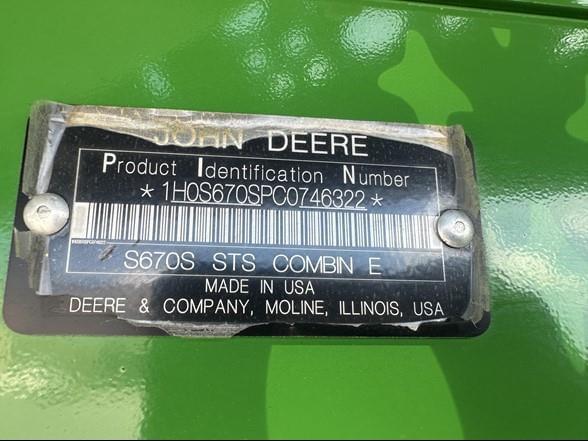 JOHN DEERE
Product Identification Number
*1H0S670SPC0746322*
S670S STS COMBIN E
MADE IN USA
DEERE & COMPANY, MOLINE, ILLINOIS, USA